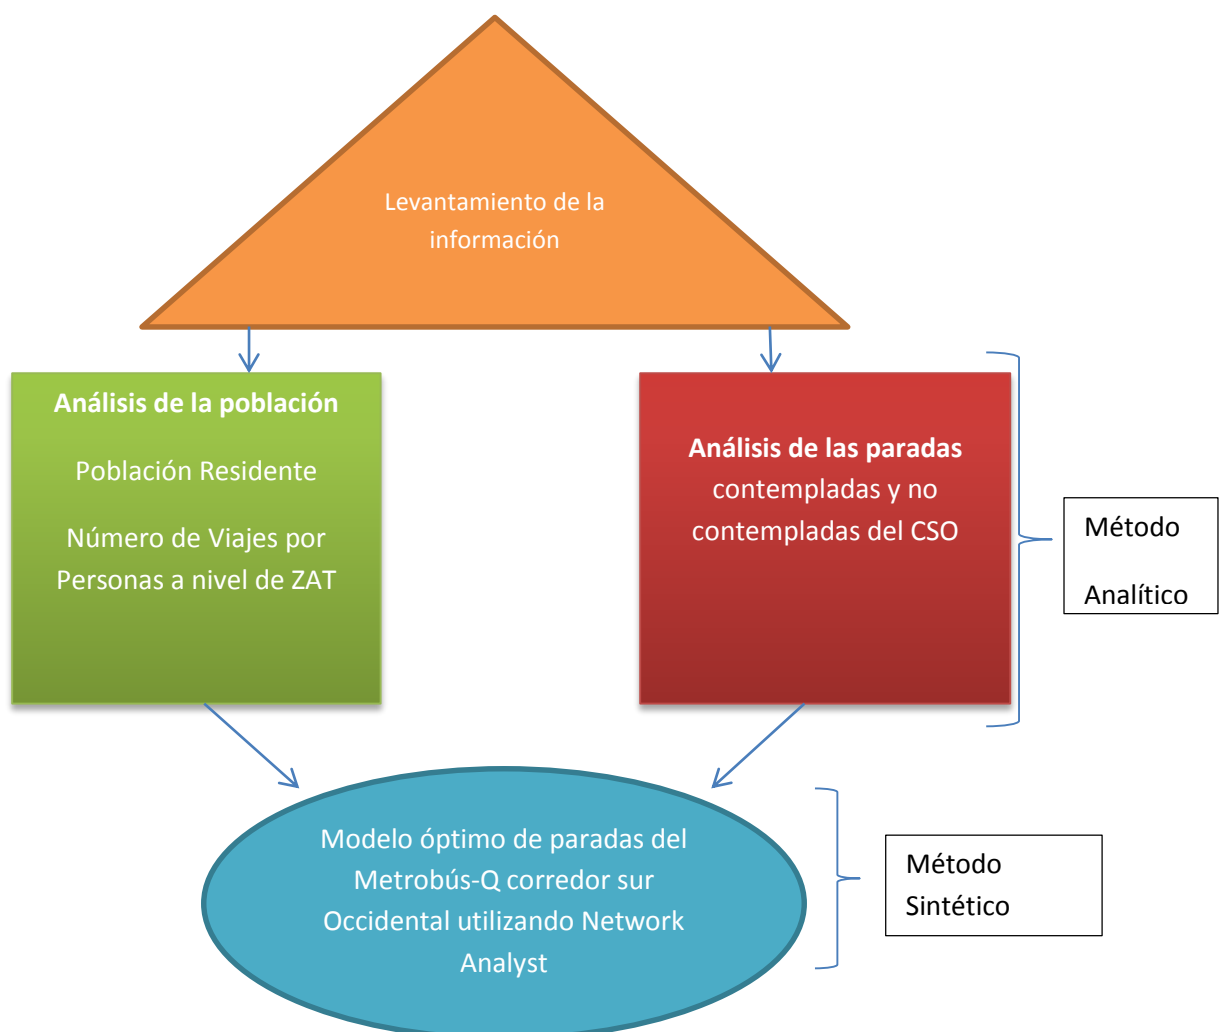 Levantamiento de la
información
Análisis de la población
Población Residente
Número de Viajes por
Personas a nivel de ZAT
Análisis de las paradas
contempladas y no
contempladas del CSO
Método
Analítico
Modelo óptimo de paradas del
Metrobús-Q corredor sur
Occidental utilizando Network
Analyst
Método
Sintético